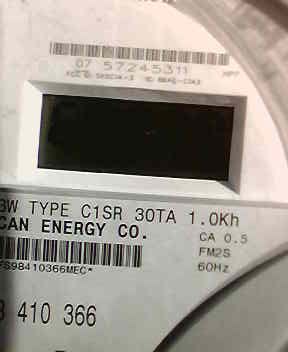 07 57245311
3W TYPE C1SR 30TA 1.0Kh
CAN ENERGY CO.
CA 0.5
FM2S
60Hz
FS98410366MEC*
8 410 366